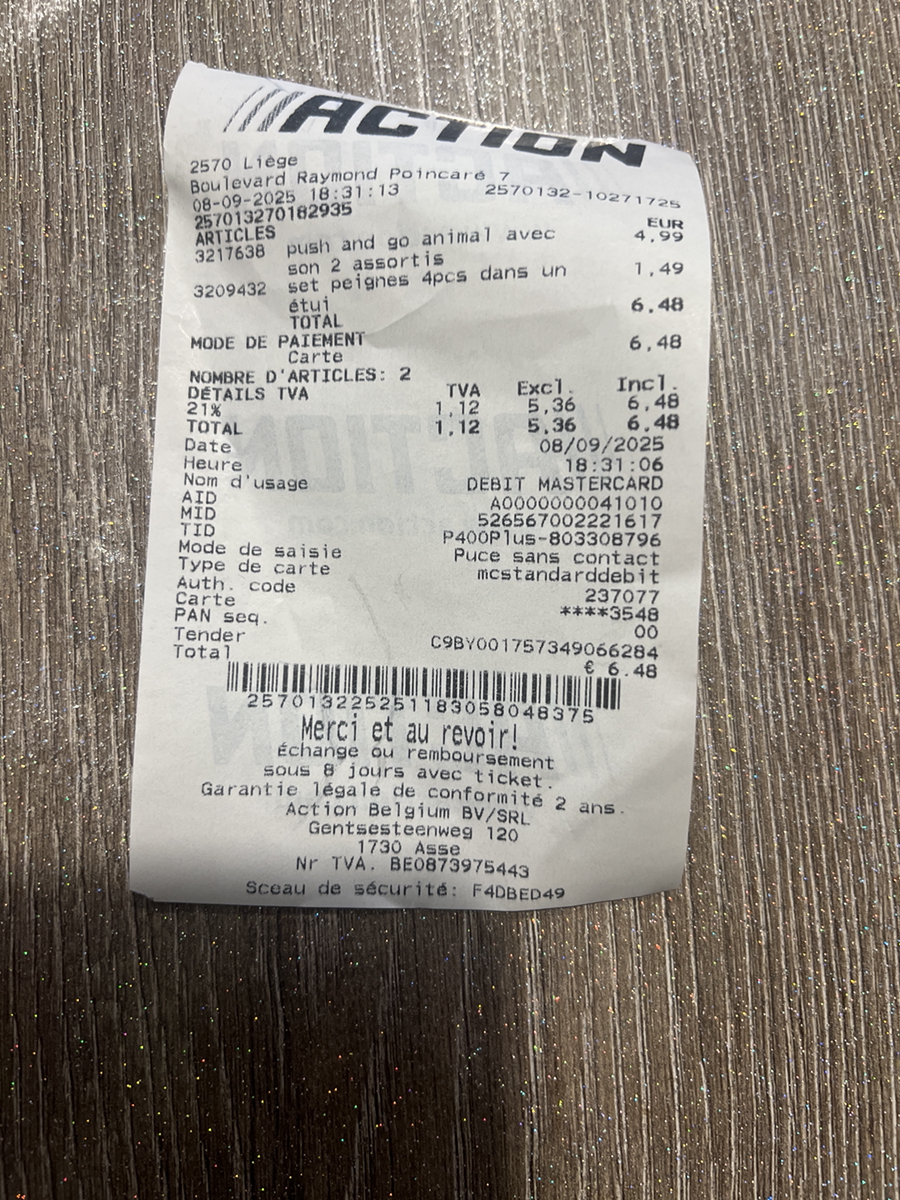 ACTION
2570 Liège
Boulevard Raymond Poincaré 7
08-09-2025 18:31:13 2570132-10271725
257013270182935
EUR
ARTICLES
3217638 push and go animal avec 4,99
son 2 assortis
3209432 set peignes 4pcs dans un 1,49
étui
TOTAL 6,48
MODE DE PAIEMENT
Carte 6,48
NOMBRE D'ARTICLES: 2
DÉTAILS TVA TVA Excl. Incl.
21% 1,12 5,36 6,48
TOTAL 1,12 5,36 6,48
Date 08/09/2025
Heure 18:31:06
Nom d'usage DEBIT MASTERCARD
AID A0000000041010
MID 526567002221617
TID P400Plus-803308796
Mode de saisie Puce sans contact
Type de carte mcstandarddebit
Auth. code 237077
Carte ****3548
PAN seq. 00
Tender C9BY001757349066284
Total € 6.48
257013225251183058048375
Merci et au revoir!
Échange ou remboursement
sous 8 jours avec ticket.
Garantie légale de conformité 2 ans.
Action Belgium BV/SRL
Gentsesteenweg 120
1730 Asse
Nr TVA. BE0873975443
Sceau de sécurité: F4DBED49